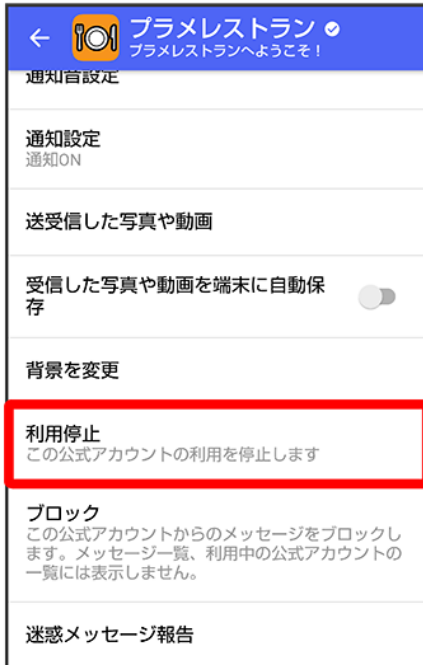 プラメレストラン
プラメレストランへようこそ！
通知音設定
通知設定
通知ON
送受信した写真や動画
受信した写真や動画を端末に自動保
存
背景を変更
利用停止
この公式アカウントの利用を停止します
ブロック
この公式アカウントからのメッセージをブロックし
ます。メッセージ一覧、利用中の公式アカウントの
一覧には表示しません。
迷惑メッセージ報告